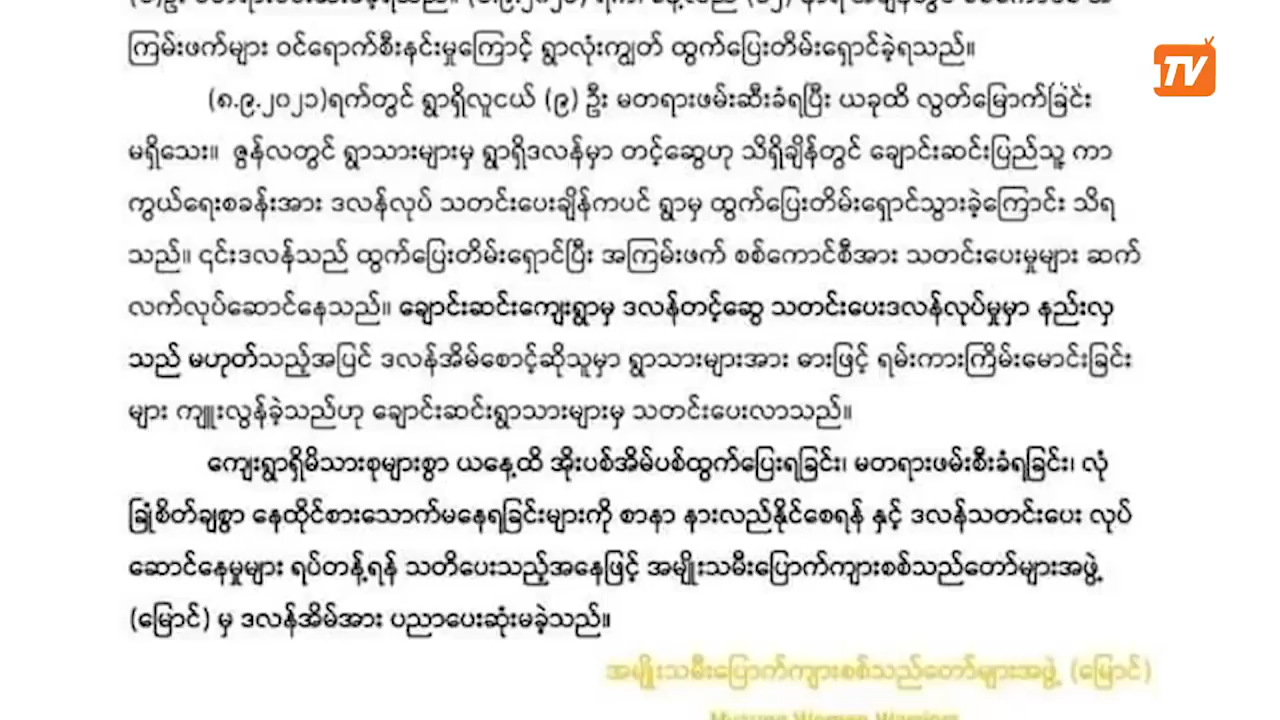 ကြမ်းဖက်များ ဝင်ရောက်စီးနင်းမှုကြောင့် ရွာလုံးကျွတ် ထွက်ပြေးတိမ်းရှောင်ခဲ့ရသည်။
TV
(၈.၉.၂၀၂၁)ရက်တွင် ရွာရှိလူငယ် (၉) ဦး မတရားဖမ်းဆီးခံရပြီး ယခုထိ လွတ်မြောက်ခြင်း
မရှိသေး။ ဇွန်လတွင် ရွာသားများမှ ရွာရှိဒလန်မှာ တင့်ဆွေဟု သိရှိချိန်တွင် ချောင်းဆင်းပြည်သူ့ ကာ
ကွယ်ရေးစခန်းအား ဒလန်လုပ် သတင်းပေးချိန်ကပင် ရွာမှ ထွက်ပြေးတိမ်းရှောင်သွားခဲ့ကြောင်း သိရ
သည်။ ၎င်းဒလန်သည် ထွက်ပြေးတိမ်းရှောင်ပြီး အကြမ်းဖက် စစ်ကောင်စီအား သတင်းပေးမှုများ ဆက်
လက်လုပ်ဆောင်နေသည်။ ချောင်းဆင်းကျေးရွာမှ ဒလန်တင့်ဆွေ သတင်းပေးဒလန်လုပ်မှုမှာ နည်းလှ
သည် မဟုတ်သည့်အပြင် ဒလန်အိမ်စောင့်ဆိုသူမှာ ရွာသားများအား ဓားဖြင့် ရမ်းကားကြိမ်းမောင်းခြင်း
များ ကျူးလွန်ခဲ့သည်ဟု ချောင်းဆင်းရွာသားများမှ သတင်းပေးလာသည်။
ကျေးရွာရှိမိသားစုများစွာ ယနေ့ထိ အိုးပစ်အိမ်ပစ်ထွက်ပြေးရခြင်း၊ မတရားဖမ်းစီးခံရခြင်း၊ လုံ
ခြုံစိတ်ချစွာ နေထိုင်စားသောက်မနေရခြင်းများကို စာနာ နားလည်နိုင်စေရန် နှင့် ဒလန်သတင်းပေး လုပ်
ဆောင်နေမှုများ ရပ်တန့်ရန် သတိပေးသည့်အနေဖြင့် အမျိုးသမီးပြောက်ကျားစစ်သည်တော်များအဖွဲ့
(မြောင်) မှ ဒလန်အိမ်အား ပညာပေးဆုံးမခဲ့သည်။
အမျိုးသမီးပြောက်ကျားစစ်သည်တော်များအဖွဲ့ (မြောင်)